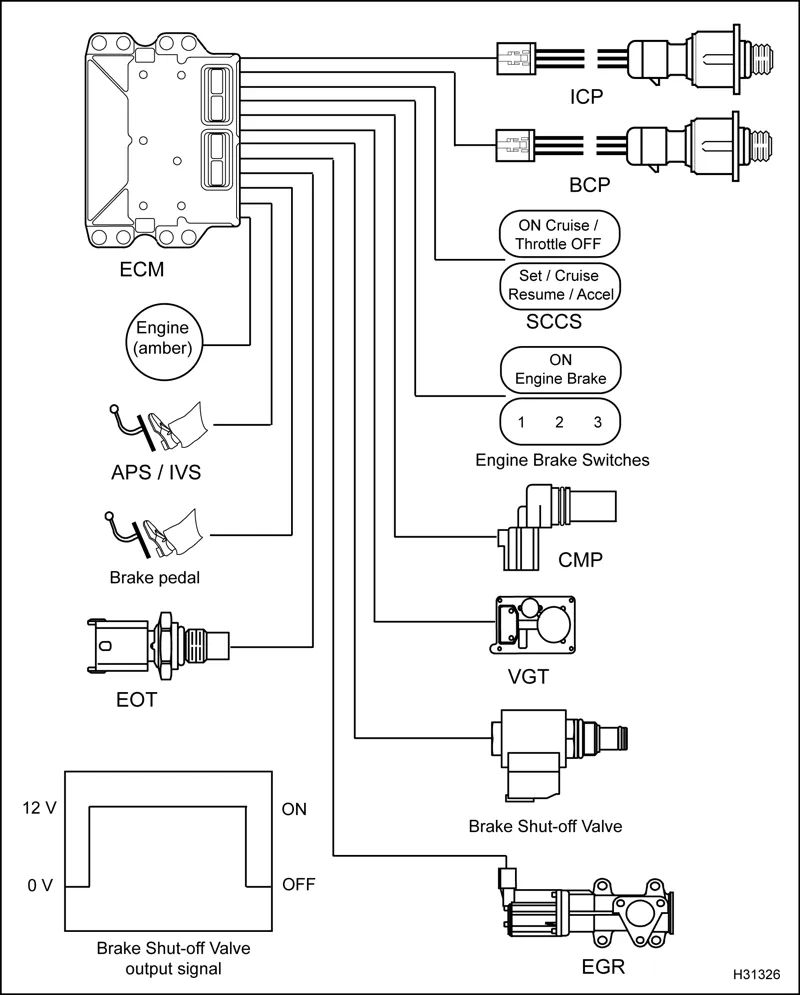 ICP
BCP
ECM
ON Cruise /
Throttle OFF
Set / Cruise
Resume / Accel
SCCS
Engine
(amber)
ON
Engine Brake
1 2 3
Engine Brake Switches
APS / IVS
CMP
Brake pedal
VGT
EOT
Brake Shut-off Valve
12 V
ON
0 V
OFF
Brake Shut-off Valve
output signal
EGR
H31326